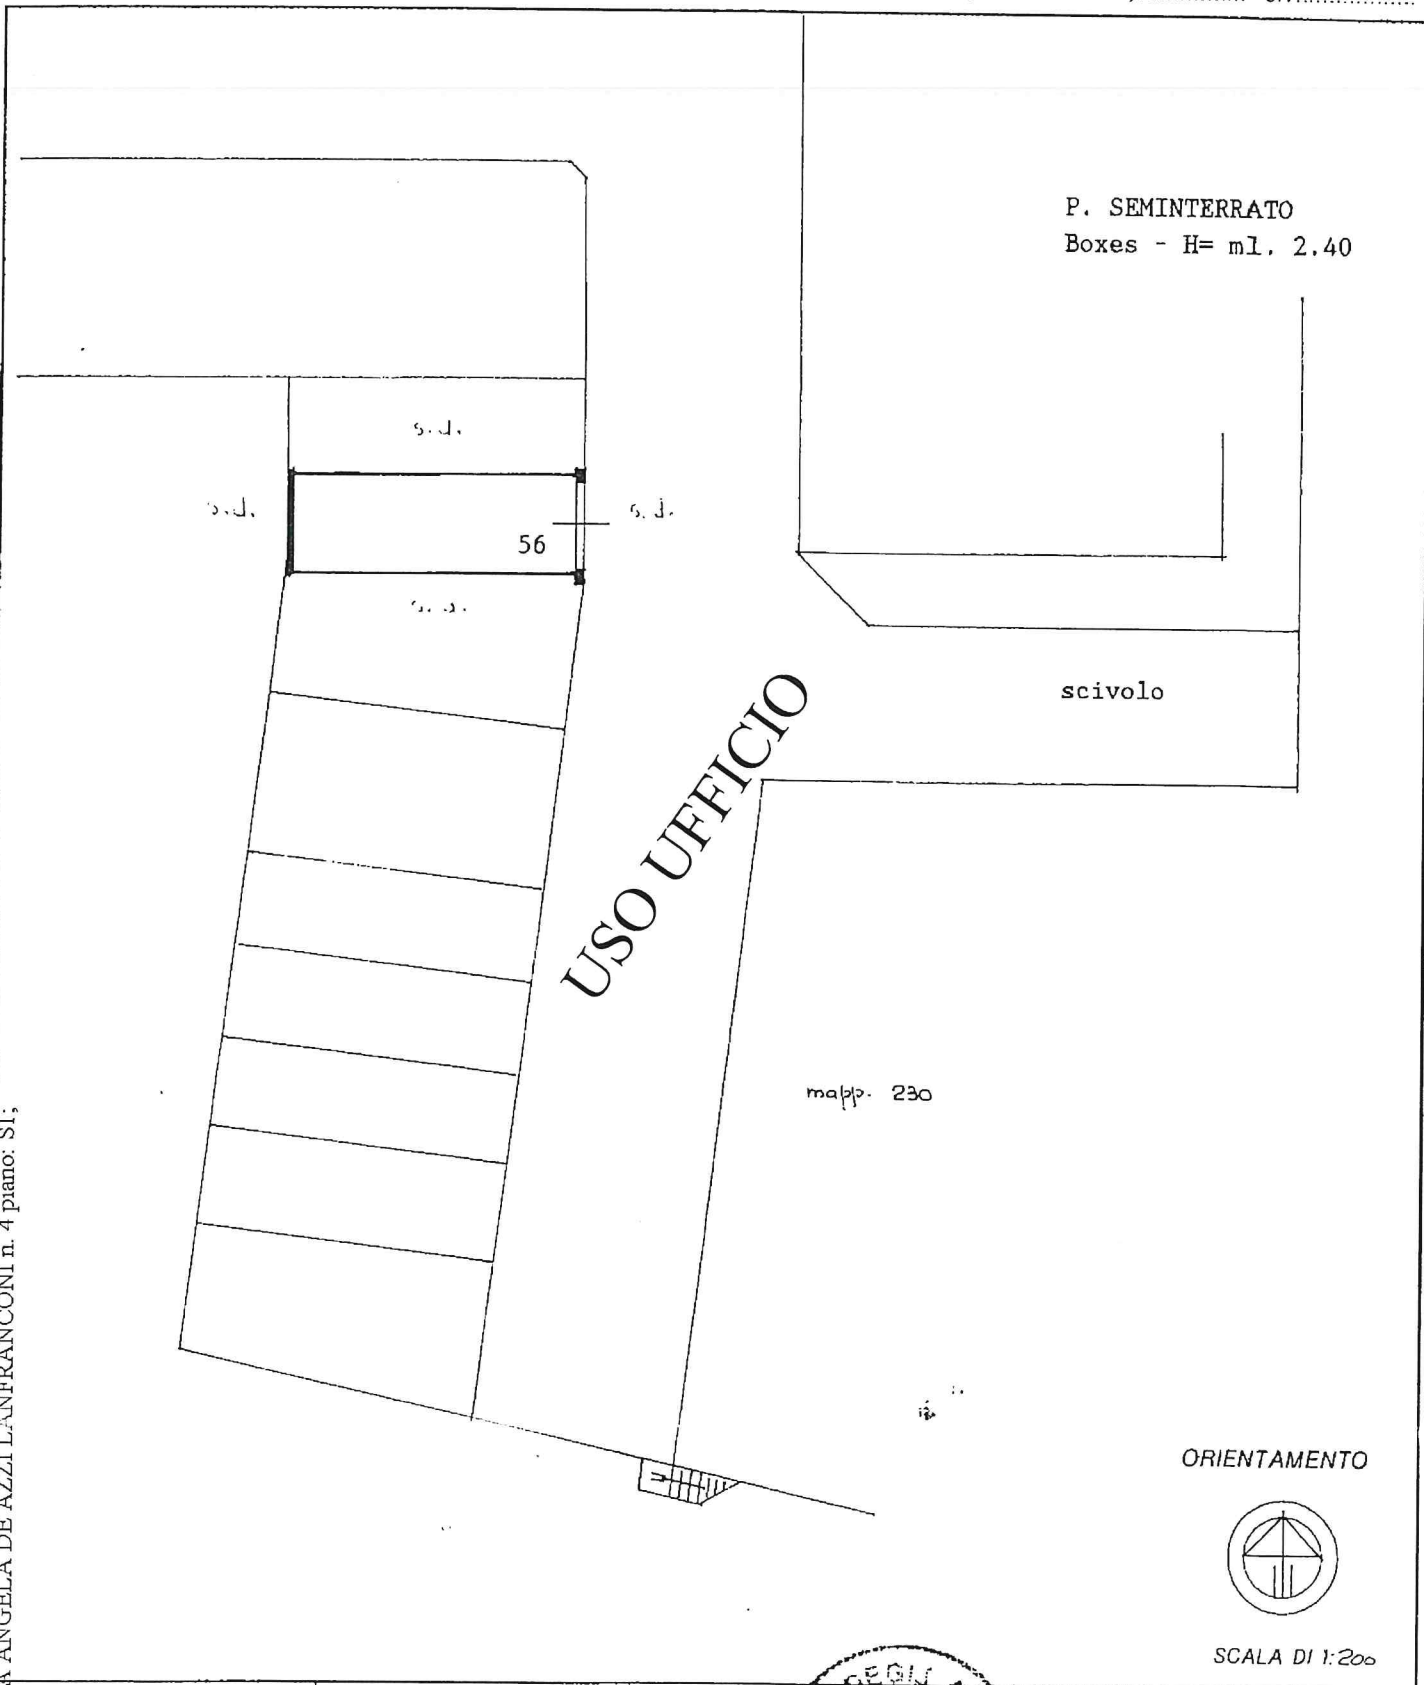 P. SEMINTERRATO
Boxes - H= ml. 2.40
s.d.
s.d.
s.d.
56
s.d.
scivolo
USO UFFICIO
mapp. 230
A ANGELA DE AZZI LANFRANCONI n. 4 piano: S1;
ORIENTAMENTO
SCALA DI 1:200